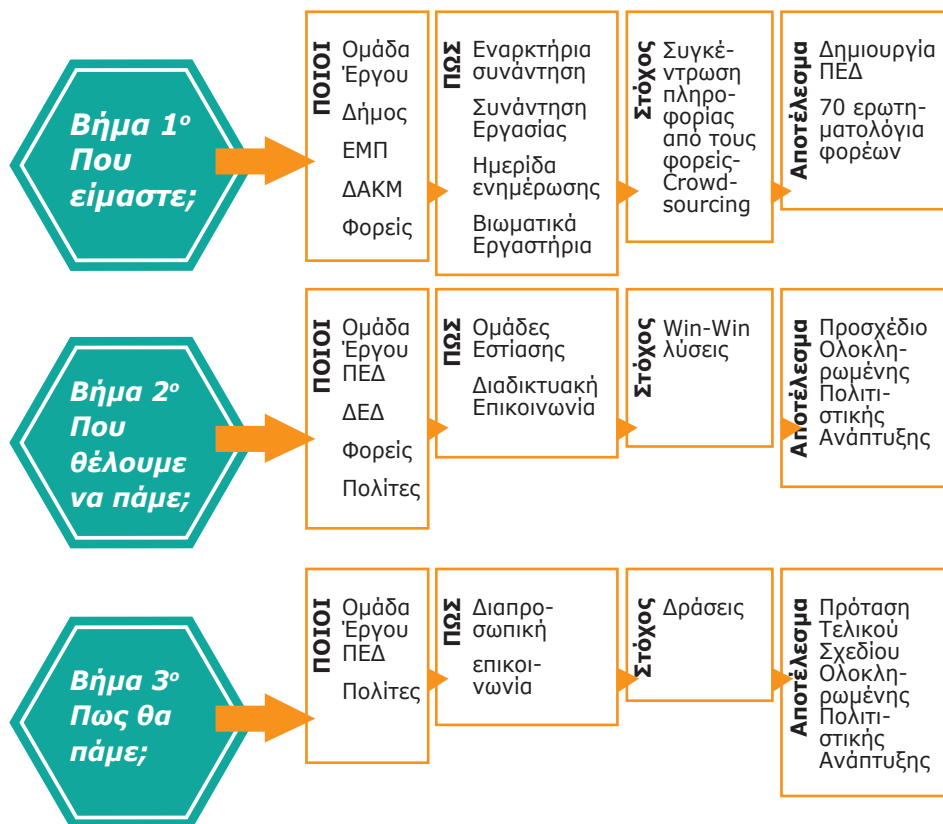 Βήμα 1ο
Που
είμαστε;
ΠΟΙΟΙ
Ομάδα
Έργου
Δήμος
ΕΜΠ
ΔΑΚΜ
Φορείς
ΠΩΣ
Εναρκτήρια
συνάντηση
Συνάντηση
Εργασίας
Ημερίδα
ενημέρωσης
Βιωματικά
Εργαστήρια
Στόχος
Συγκέ-
ντρωση
πληρο-
φορίας
από τους
φορείς-
Crowd-
sourcing
Αποτέλεσμα
Δημιουργία
ΠΕΔ
70 ερωτη-
ματολόγια
φορέων
Βήμα 2ο
Που
θέλουμε
να πάμε;
ΠΟΙΟΙ
Ομάδα
Έργου
ΠΕΔ
ΔΕΔ
Φορείς
Πολίτες
ΠΩΣ
Ομάδες
Εστίασης
Διαδικτυακή
Επικοινωνία
Στόχος
Win-Win
λύσεις
Αποτέλεσμα
Προσχέδιο
Ολοκλη-
ρωμένης
Πολιτι-
στικής
Ανάπτυξης
Βήμα 3ο
Πως θα
πάμε;
ΠΟΙΟΙ
Ομάδα
Έργου
ΠΕΔ
Πολίτες
ΠΩΣ
Διαπρο-
σωπική
επικοι-
νωνία
Στόχος
Δράσεις
Αποτέλεσμα
Πρόταση
Τελικού
Σχεδίου
Ολοκλη-
ρωμένης
Πολιτι-
στικής
Ανάπτυξης